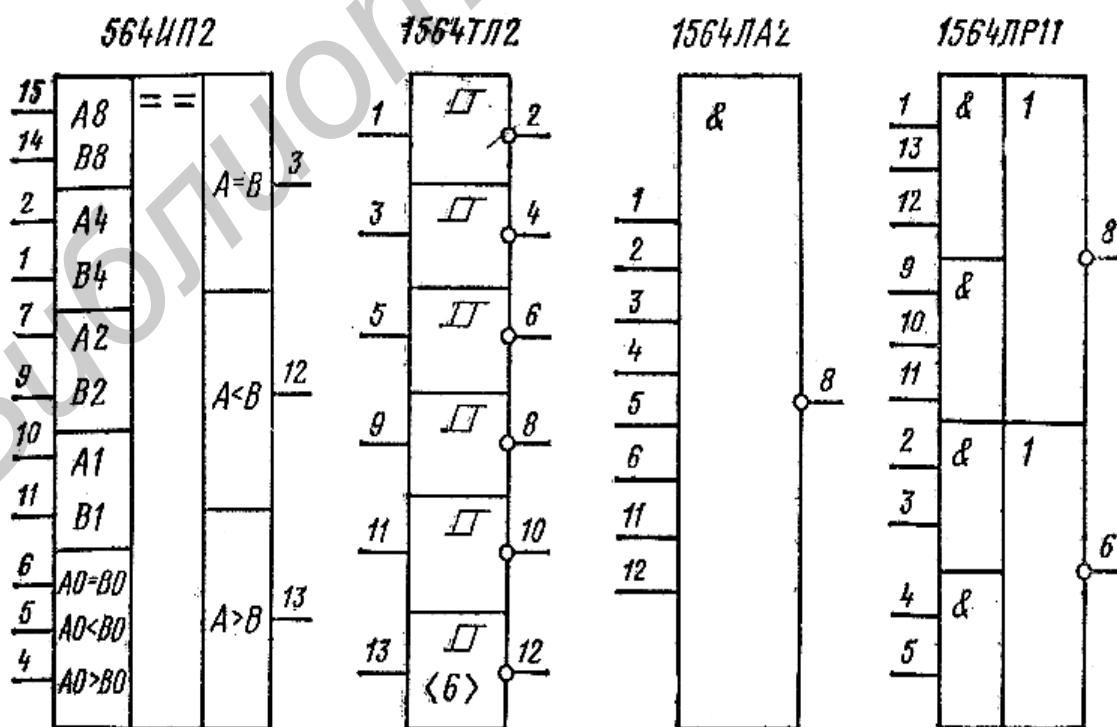 564ИП2
15 A8 == A=B 3
14 B8
2 A4
1 B4
7 A2 A<B 12
9 B2
10 A1
11 B1
6 A0=B0 A>B 13
5 A0<B0
4 A0>B0
1564ТЛ2
1 2
3 4
5 6
9 8
11 10
13 12
<6>
1564ЛА2
&
1
2
3
4
5
6
11
12
8
1564ЛР11
1 & 1
13
12
8
9 &
10
11
2 & 1
3
6
4 &
5
библиот